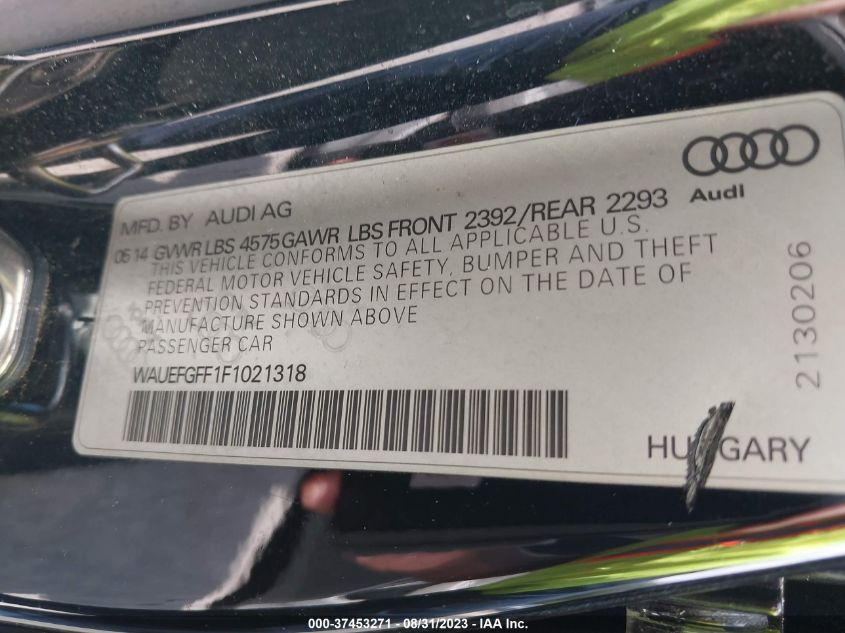 Audi
MFD. BY AUDI AG
05 14 GVWR LBS 4575 GAWR LBS FRONT 2392/REAR 2293
THIS VEHICLE CONFORMS TO ALL APPLICABLE U.S.
FEDERAL MOTOR VEHICLE SAFETY, BUMPER AND THEFT
PREVENTION STANDARDS IN EFFECT ON THE DATE OF
MANUFACTURE SHOWN ABOVE
PASSENGER CAR
WAUEFGFF1F1021318
2130206
HUNGARY
000-37453271 - 08/31/2023 - IAA Inc.